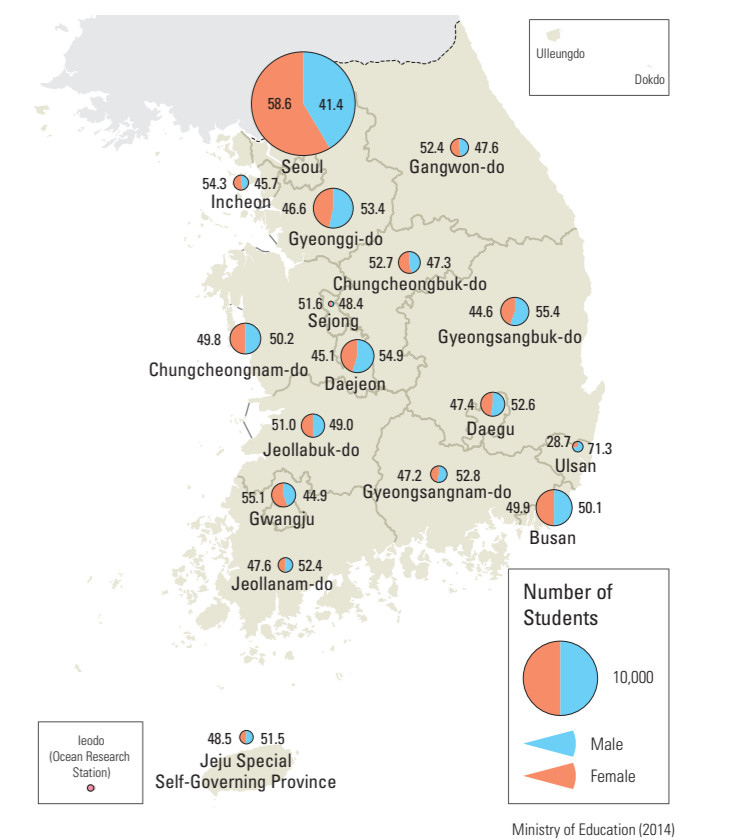 Ulleungdo
Dokdo
58.6 41.4
Seoul
52.4 47.6
Gangwon-do
54.3 45.7
Incheon
46.6 53.4
Gyeonggi-do
52.7 47.3
Chungcheongbuk-do
51.6 48.4
Sejong
44.6 55.4
Gyeongsangbuk-do
49.8 50.2
Chungcheongnam-do
45.1 54.9
Daejeon
47.4 52.6
Daegu
51.0 49.0
Jeollabuk-do
28.7 71.3
Ulsan
47.2 52.8
Gyeongsangnam-do
55.1 44.9
Gwangju
49.9 50.1
Busan
47.6 52.4
Jeollanam-do
Number of
Students
10,000
Male
Female
Ieodo
(Ocean Research
Station)
48.5 51.5
Jeju Special
Self-Governing Province
Ministry of Education (2014)